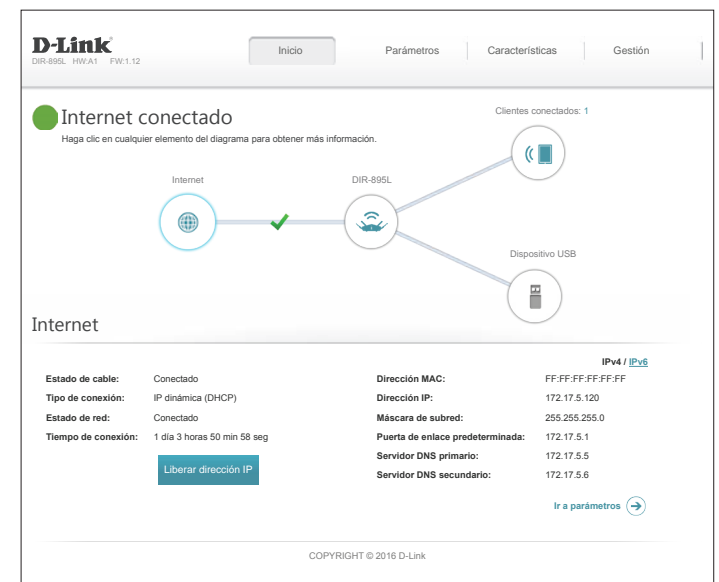 D-Link
DIR-895L HW:A1 FW:1.12
Inicio Parámetros Características Gestión
Internet conectado
Haga clic en cualquier elemento del diagrama para obtener más información.
Clientes conectados: 1
Internet
DIR-895L
Dispositivo USB
Internet
IPv4 / IPv6
Estado de cable: Conectado
Tipo de conexión: IP dinámica (DHCP)
Estado de red: Conectado
Tiempo de conexión: 1 día 3 horas 50 min 58 seg
Liberar dirección IP
Dirección MAC: FF:FF:FF:FF:FF:FF
Dirección IP: 172.17.5.120
Máscara de subred: 255.255.255.0
Puerta de enlace predeterminada: 172.17.5.1
Servidor DNS primario: 172.17.5.5
Servidor DNS secundario: 172.17.5.6
Ir a parámetros
COPYRIGHT © 2016 D-Link